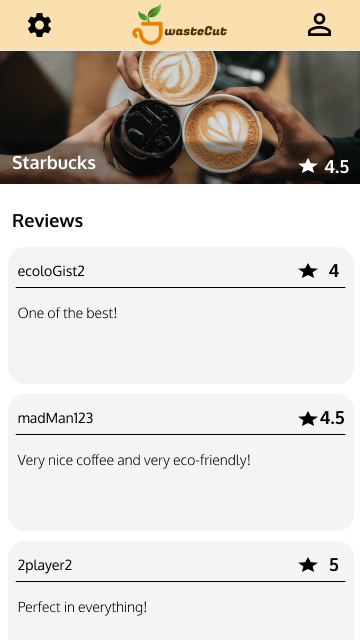 wasteCut
Starbucks
4.5
Reviews
ecoloGist2
4
One of the best!
madMan123
4.5
Very nice coffee and very eco-friendly!
2player2
5
Perfect in everything!